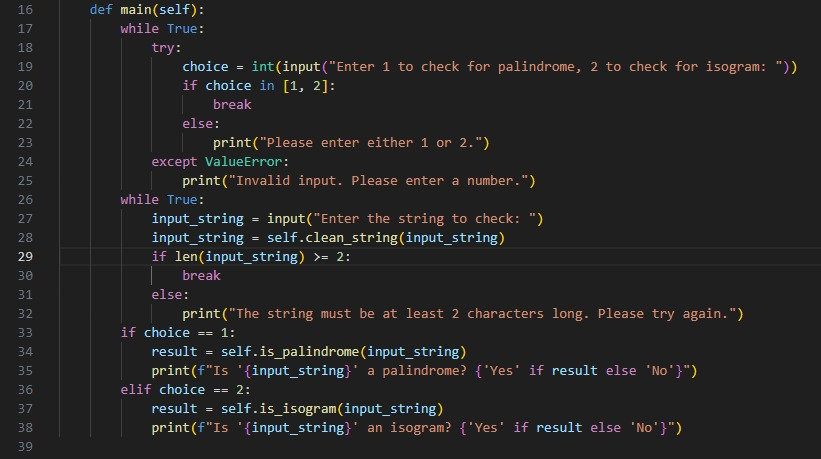 16 def main(self):
17 while True:
18 try:
19 choice = int(input("Enter 1 to check for palindrome, 2 to check for isogram: "))
20 if choice in [1, 2]:
21 break
22 else:
23 print("Please enter either 1 or 2.")
24 except ValueError:
25 print("Invalid input. Please enter a number.")
26 while True:
27 input_string = input("Enter the string to check: ")
28 input_string = self.clean_string(input_string)
29 if len(input_string) >= 2:
30 break
31 else:
32 print("The string must be at least 2 characters long. Please try again.")
33 if choice == 1:
34 result = self.is_palindrome(input_string)
35 print(f"Is '{input_string}' a palindrome? {'Yes' if result else 'No'}")
36 elif choice == 2:
37 result = self.is_isogram(input_string)
38 print(f"Is '{input_string}' an isogram? {'Yes' if result else 'No'}")
39